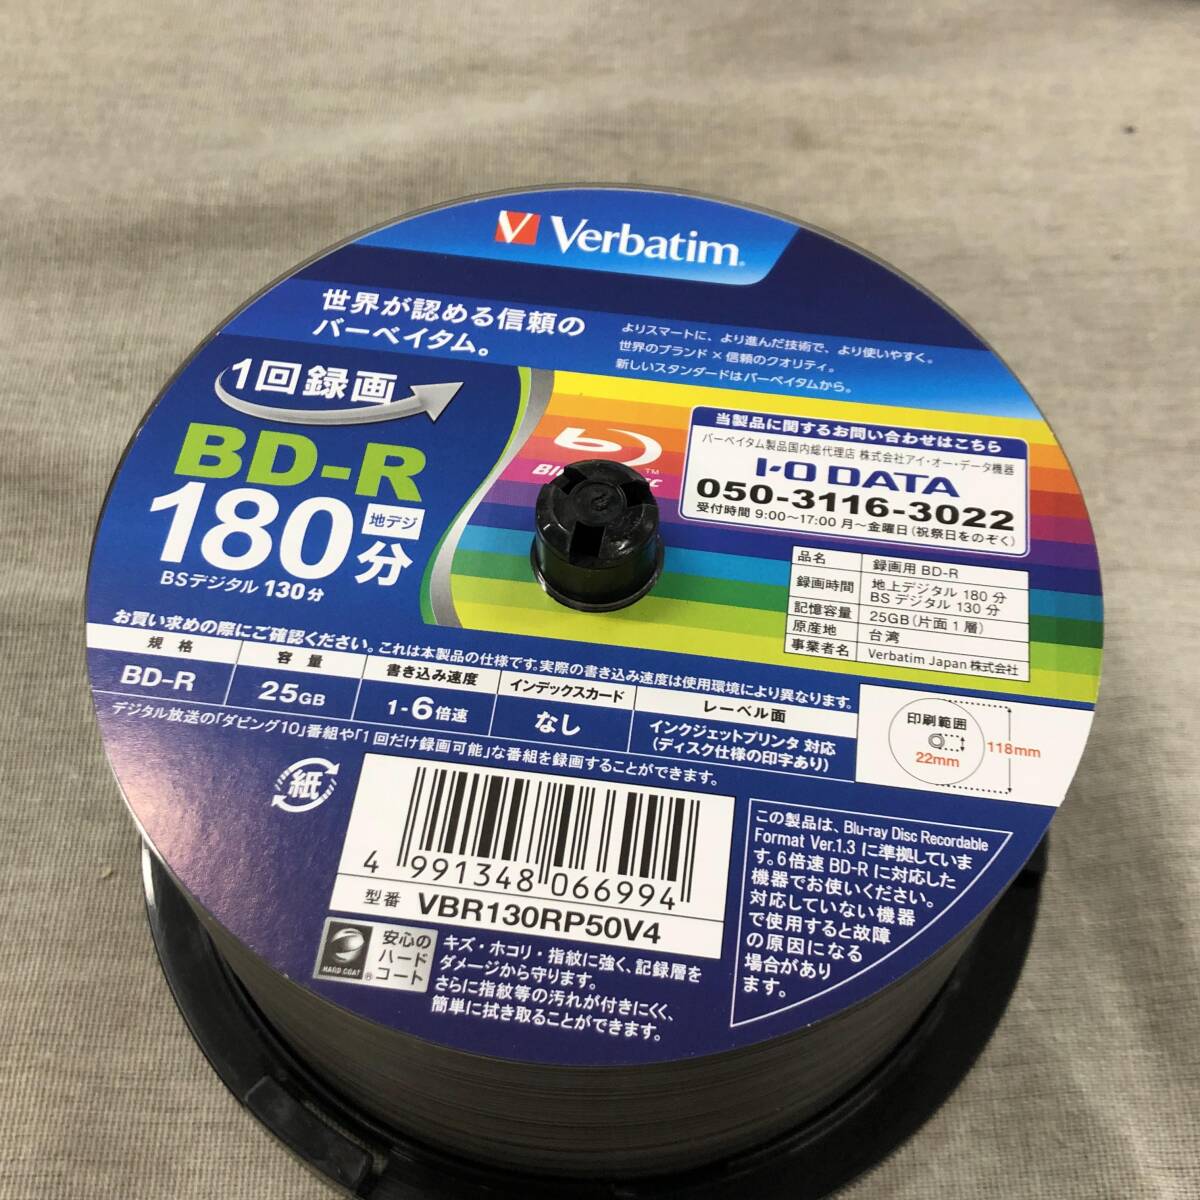 Verbatim
世界が認める信頼の
バーベイタム。
よりスマートに、より進んだ技術で、より使いやすく。
世界のブランド×信頼のクオリティ。
新しいスタンダードはバーベイタムから。
1回録画
BD-R
180分
地デジ
BSデジタル 130分
TM
当製品に関するお問い合わせはこちら
バーベイタム製品国内総代理店 株式会社アイ・オー・データ機器
I-O DATA
050-3116-3022
受付時間 9:00〜17:00 月〜金曜日(祝祭日をのぞく)
品名 録画用 BD-R
録画時間 地上デジタル 180 分
BS デジタル 130 分
記憶容量 25GB(片面1層)
原産地 台湾
事業者名 Verbatim Japan株式会社
お買い求めの際にご確認ください。これは本製品の仕様です。実際の書き込み速度は使用環境により異なります。
規格 容量 書き込み速度 インデックスカード レーベル面
BD-R 25GB 1-6倍速 なし インクジェットプリンタ 対応
(ディスク仕様の印字あり)
印刷範囲
22mm
118mm
デジタル放送の「ダビング10」番組や「1回だけ録画可能」な番組を録画することができます。
紙
4 991348 066994
型番 VBR130RP50V4
この製品は、Blu-ray Disc Recordable
Format Ver.1.3 に準拠していま
す。6倍速 BD-R に対応した
機器でお使いください。
対応していない機器
で使用すると故障
の原因になる
場合があり
ます。
HARD COAT
®
安心の
ハード
コート
キズ・ホコリ・指紋に強く、記録層を
ダメージから守ります。
さらに指紋等の汚れが付きにくく、
簡単に拭き取ることができます。